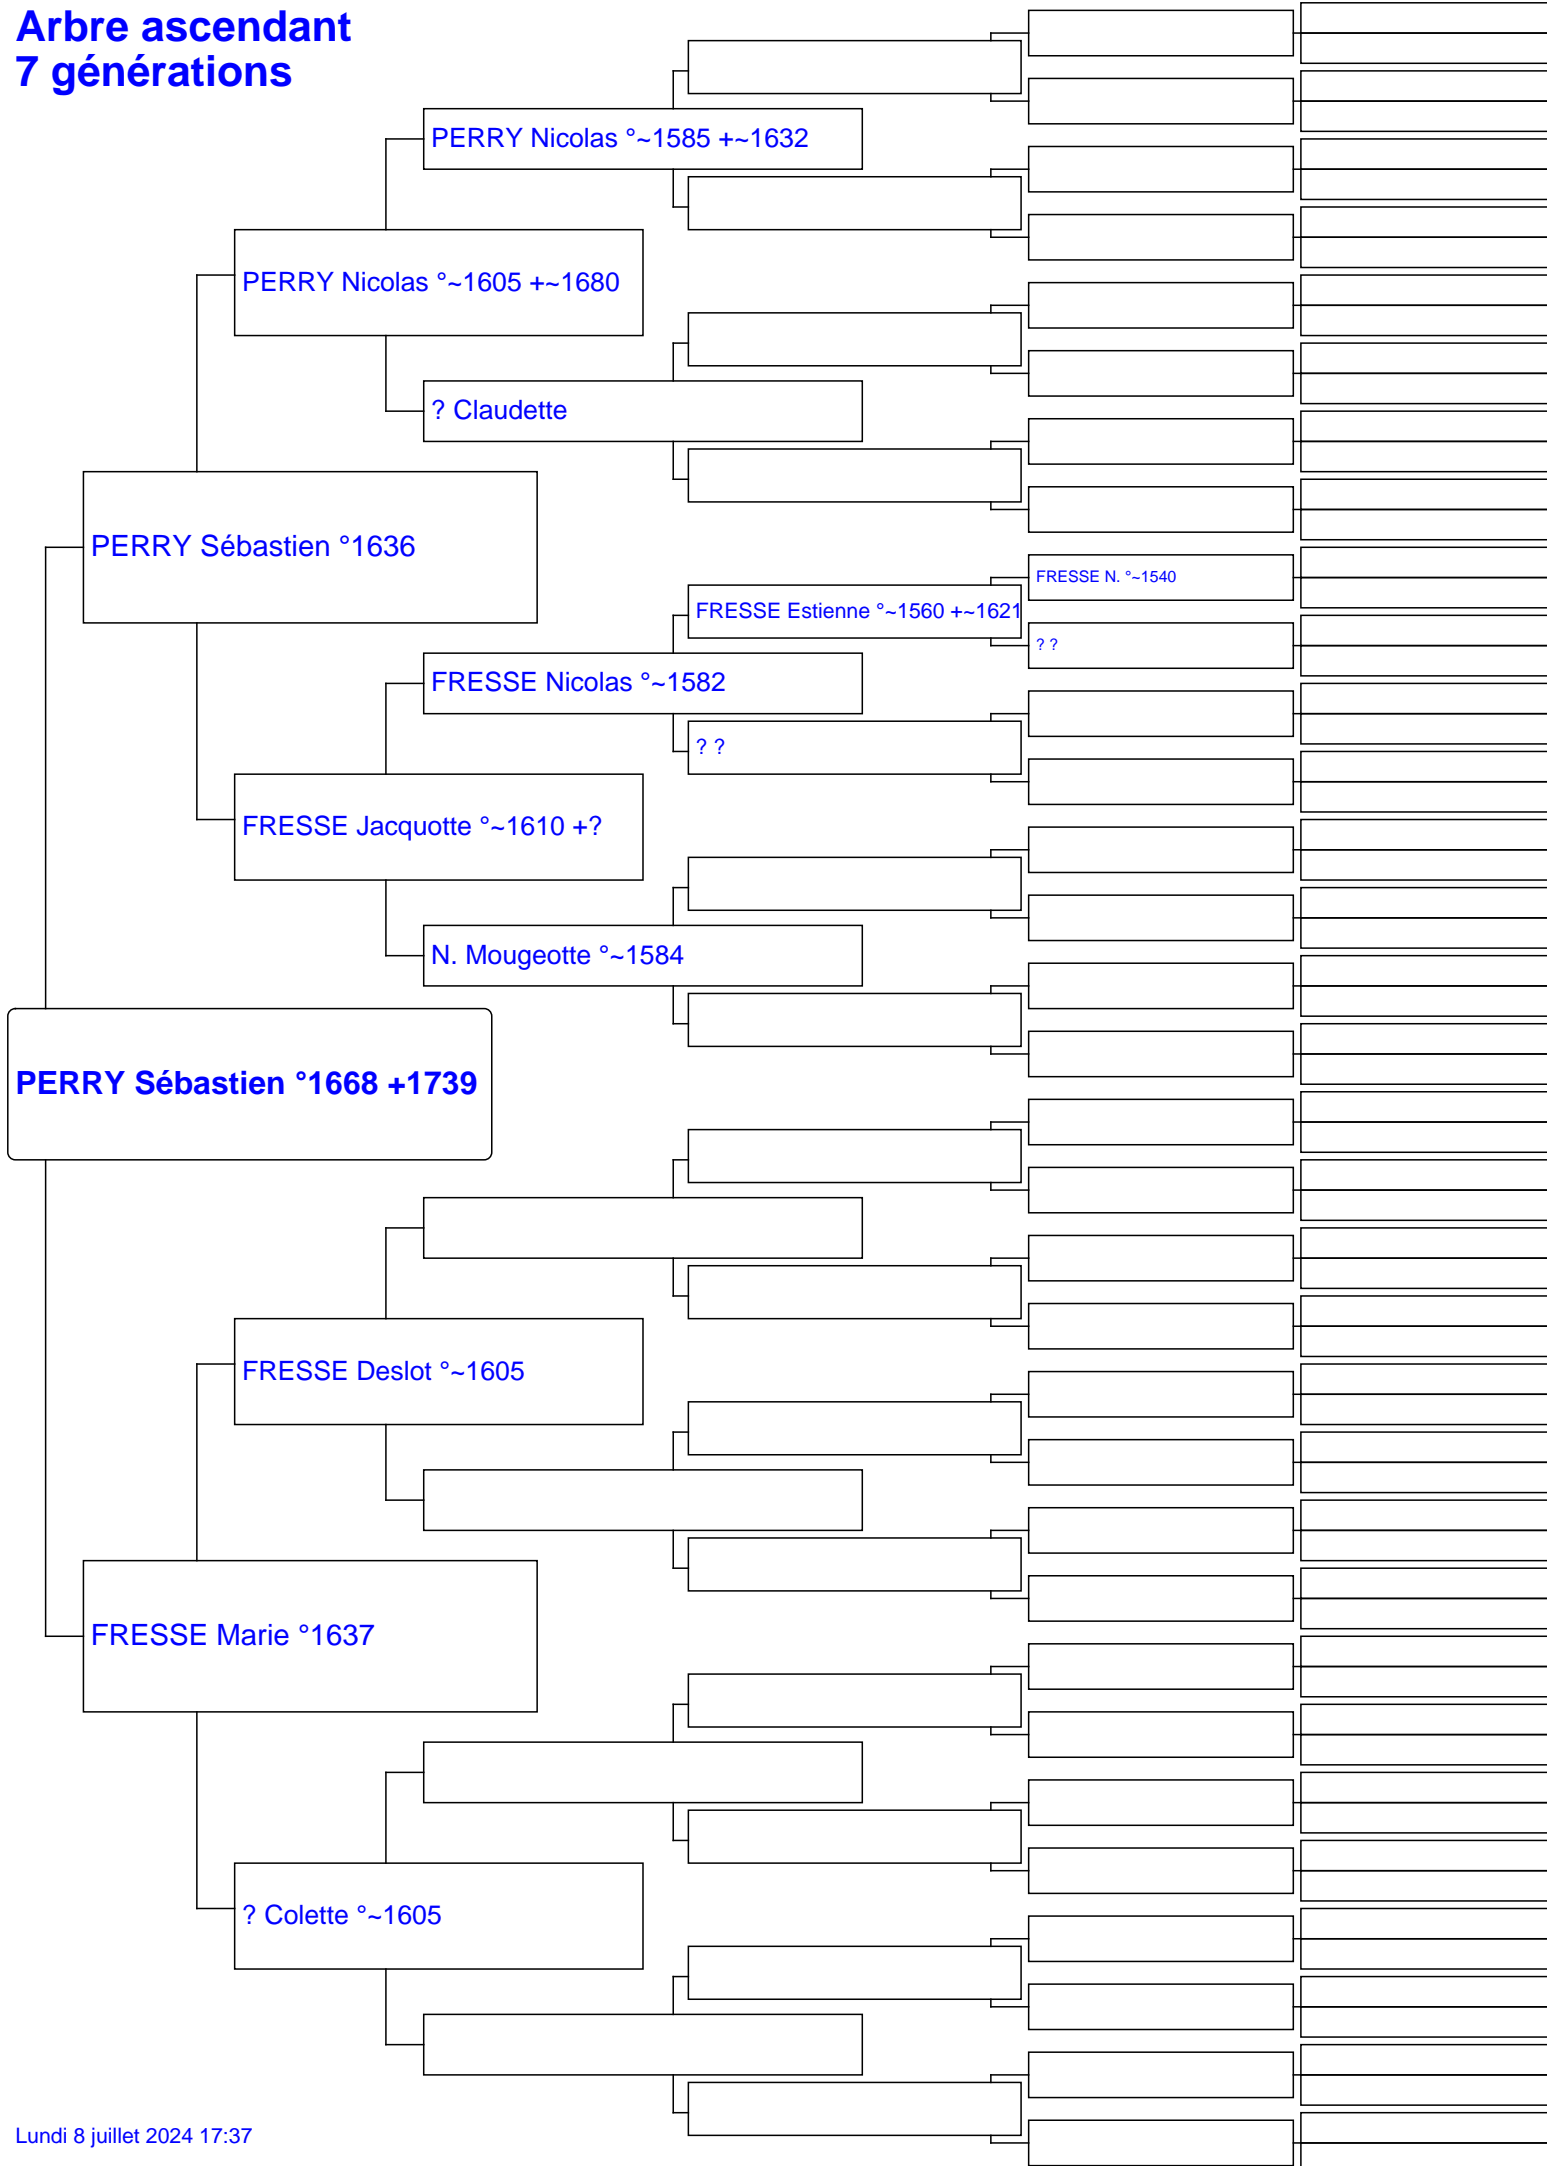 Arbre ascendant
7 générations
PERRY Nicolas °~1585 +~1632
PERRY Nicolas °~1605 +~1680
? Claudette
PERRY Sébastien °1636
FRESSE N. °~1540
FRESSE Estienne °~1560 +~1621
? ?
FRESSE Nicolas °~1582
? ?
FRESSE Jacquotte °~1610 +?
N. Mougeotte °~1584
PERRY Sébastien °1668 +1739
FRESSE Deslot °~1605
FRESSE Marie °1637
? Colette °~1605
Lundi 8 juillet 2024 17:37